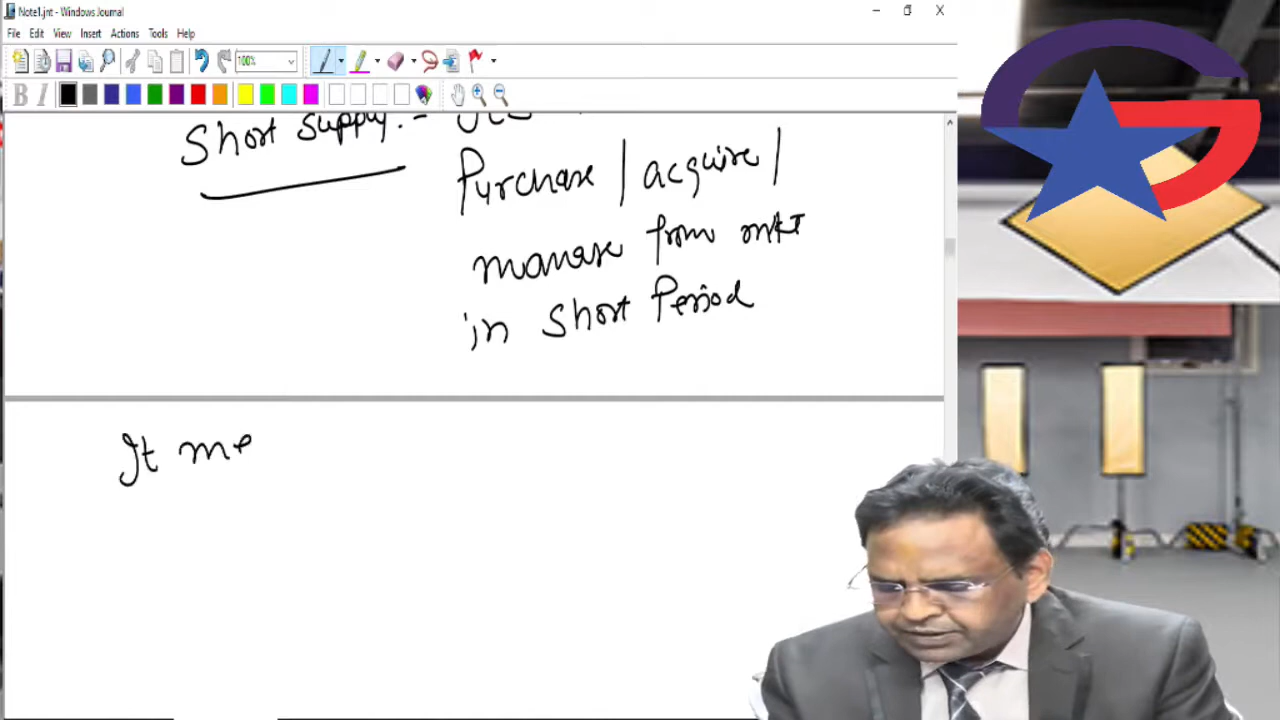 Note1.jnt - Windows Journal
File Edit View Insert Actions Tools Help
100%
B I
Short Supply : -
Purchase / acquire /
manage from mkt
in Short Period
It me